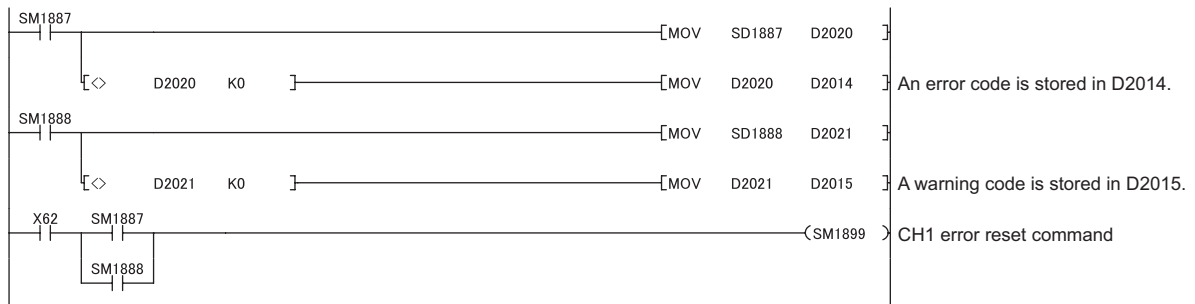 SM1887
[MOV SD1887 D2020 ]
[<> D2020 K0 ] [MOV D2020 D2014 ] An error code is stored in D2014.
SM1888
[MOV SD1888 D2021 ]
[<> D2021 K0 ] [MOV D2021 D2015 ] A warning code is stored in D2015.
X62 SM1887
(SM1899 ) CH1 error reset command
SM1888